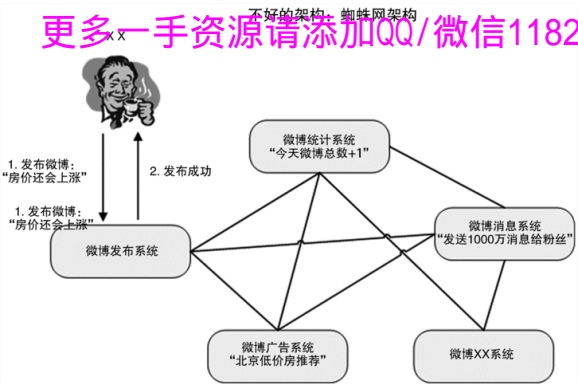 不好的架构：蜘蛛网架构
更多一手资源请添加QQ/微信1182
X X
微博统计系统
“今天微博总数+1”
1. 发布微博：
“房价还会上涨”
2. 发布成功
1. 发布微博：
“房价还会上涨”
微博消息系统
“发送1000万消息给粉丝”
微博发布系统
微博广告系统
“北京低价房推荐”
微博XX系统